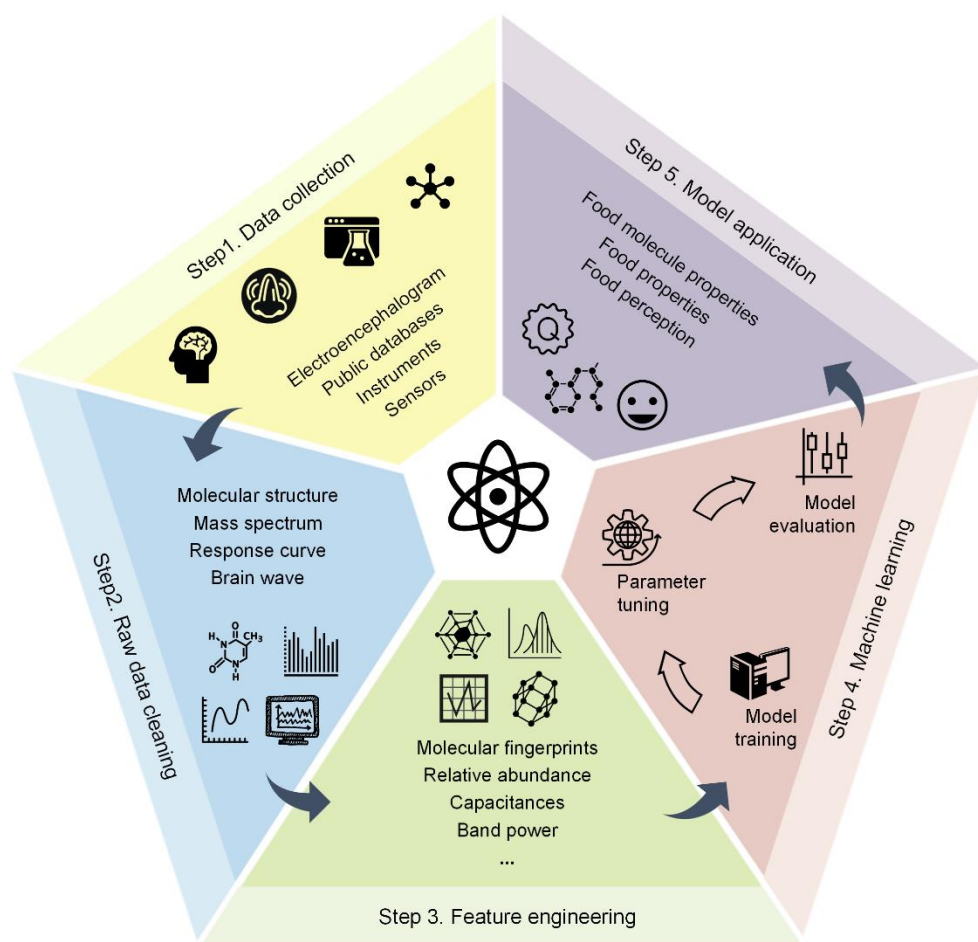 Step1. Data collection
Electroencephalogram
Public databases
Instruments
Sensors
Step2. Raw data cleaning
Molecular structure
Mass spectrum
Response curve
Brain wave
H
N
O
CH₃
O
N
H
Step 3. Feature engineering
Molecular fingerprints
Relative abundance
Capacitances
Band power
...
Step 4. Machine learning
Model
training
Parameter
tuning
Model
evaluation
Step 5. Model application
Food molecule properties
Food properties
Food perception
Q